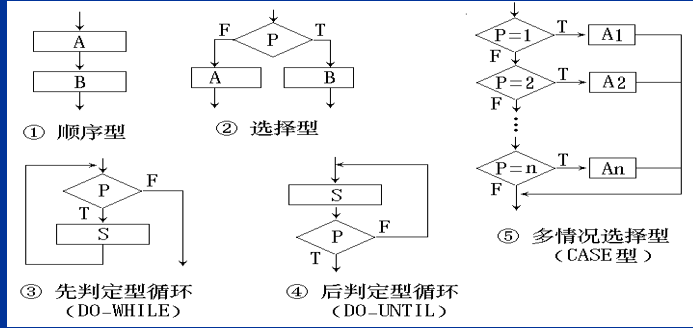 A
B
① 顺序型
F
P
T
A
B
② 选择型
P=1
T
A1
F
P=2
T
A2
F
P=n
T
An
F
⑤ 多情况选择型
(CASE型)
P
F
T
S
③ 先判定型循环
(DO-WHILE)
S
P
F
T
④ 后判定型循环
(DO-UNTIL)